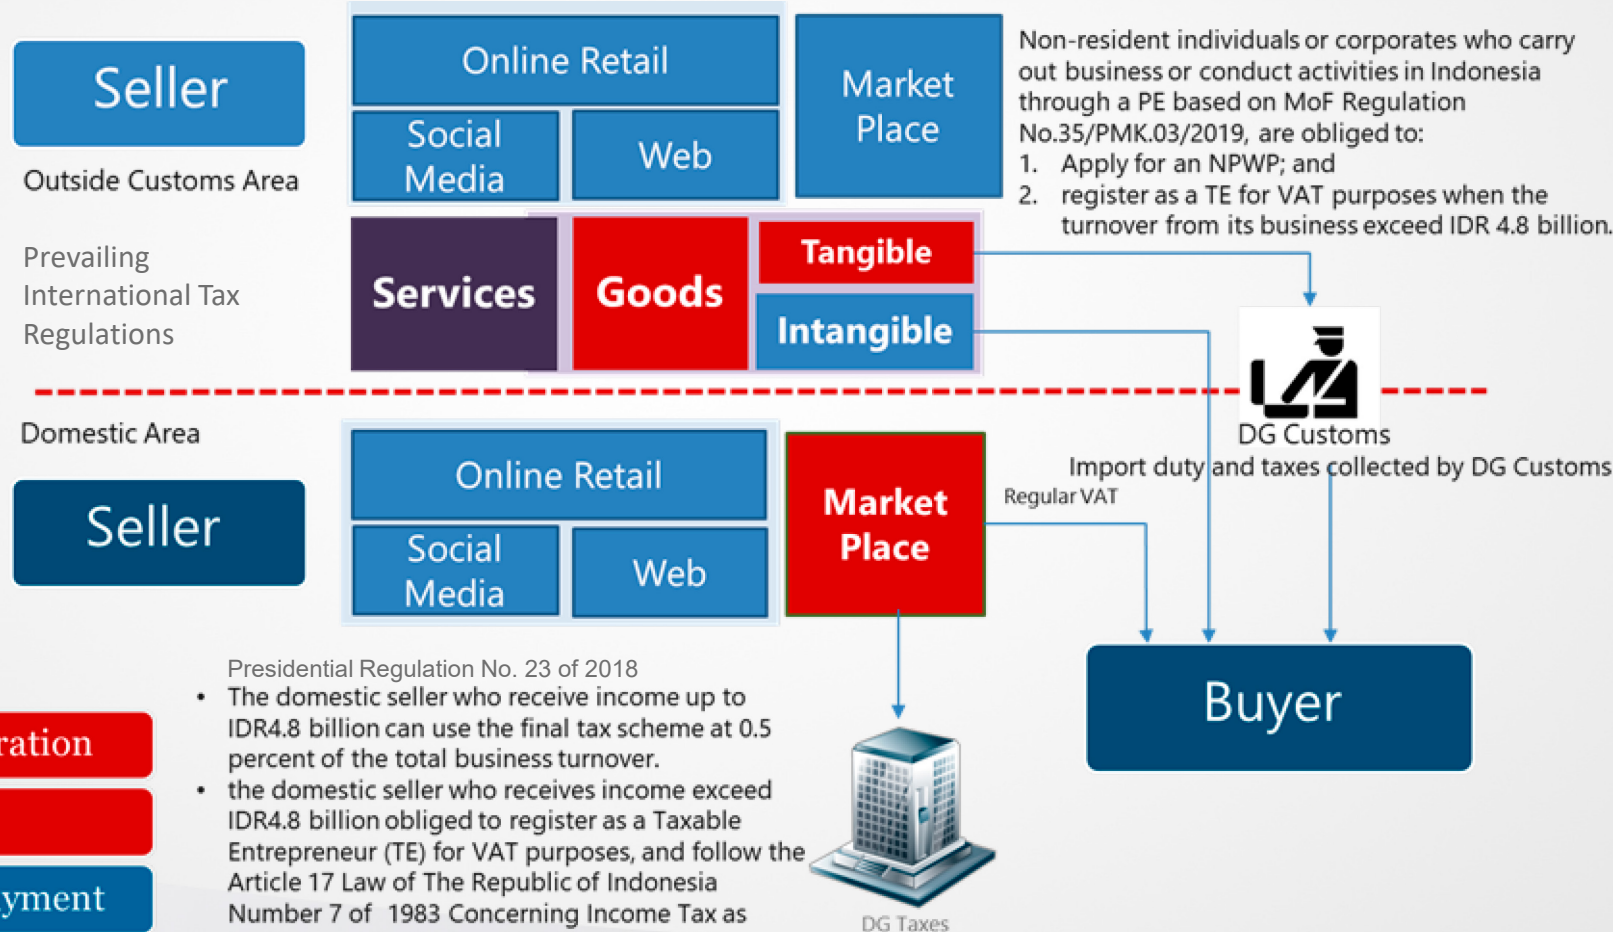 Seller
Outside Customs Area
Prevailing
International Tax
Regulations
Online Retail
Social
Media
Web
Market
Place
Services
Goods
Tangible
Intangible
Non-resident individuals or corporates who carry
out business or conduct activities in Indonesia
through a PE based on MoF Regulation
No.35/PMK.03/2019, are obliged to:
1. Apply for an NPWP; and
2. register as a TE for VAT purposes when the
turnover from its business exceed IDR 4.8 billion.
DG Customs
Import duty and taxes collected by DG Customs
Domestic Area
Seller
Online Retail
Social
Media
Web
Market
Place
Regular VAT
Buyer
DG Taxes
Presidential Regulation No. 23 of 2018
• The domestic seller who receive income up to
IDR4.8 billion can use the final tax scheme at 0.5
percent of the total business turnover.
• the domestic seller who receives income exceed
IDR4.8 billion obliged to register as a Taxable
Entrepreneur (TE) for VAT purposes, and follow the
Article 17 Law of The Republic of Indonesia
Number 7 of 1983 Concerning Income Tax as
ration
yment